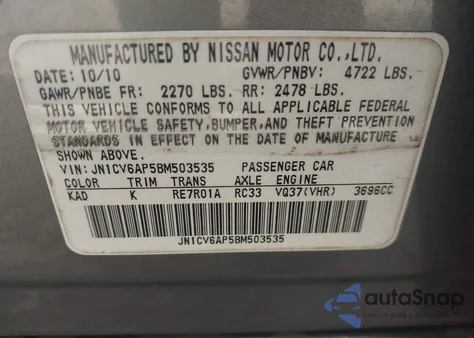 MANUFACTURED BY NISSAN MOTOR CO.,LTD.
DATE: 10/10 GVWR/PNBV: 4722 LBS.
GAWR/PNBE FR: 2270 LBS. RR: 2478 LBS.
THIS VEHICLE CONFORMS TO ALL APPLICABLE FEDERAL
MOTOR VEHICLE SAFETY, BUMPER, AND THEFT PREVENTION
STANDARDS IN EFFECT ON THE DATE OF MANUFACTURE
SHOWN ABOVE.
VIN: JN1CV6AP5BM503535 PASSENGER CAR
COLOR TRIM TRANS AXLE ENGINE
KAD K RE7R01A RC33 VQ37(VHR) 3696CC
JN1CV6AP5BM503535
autoSnap